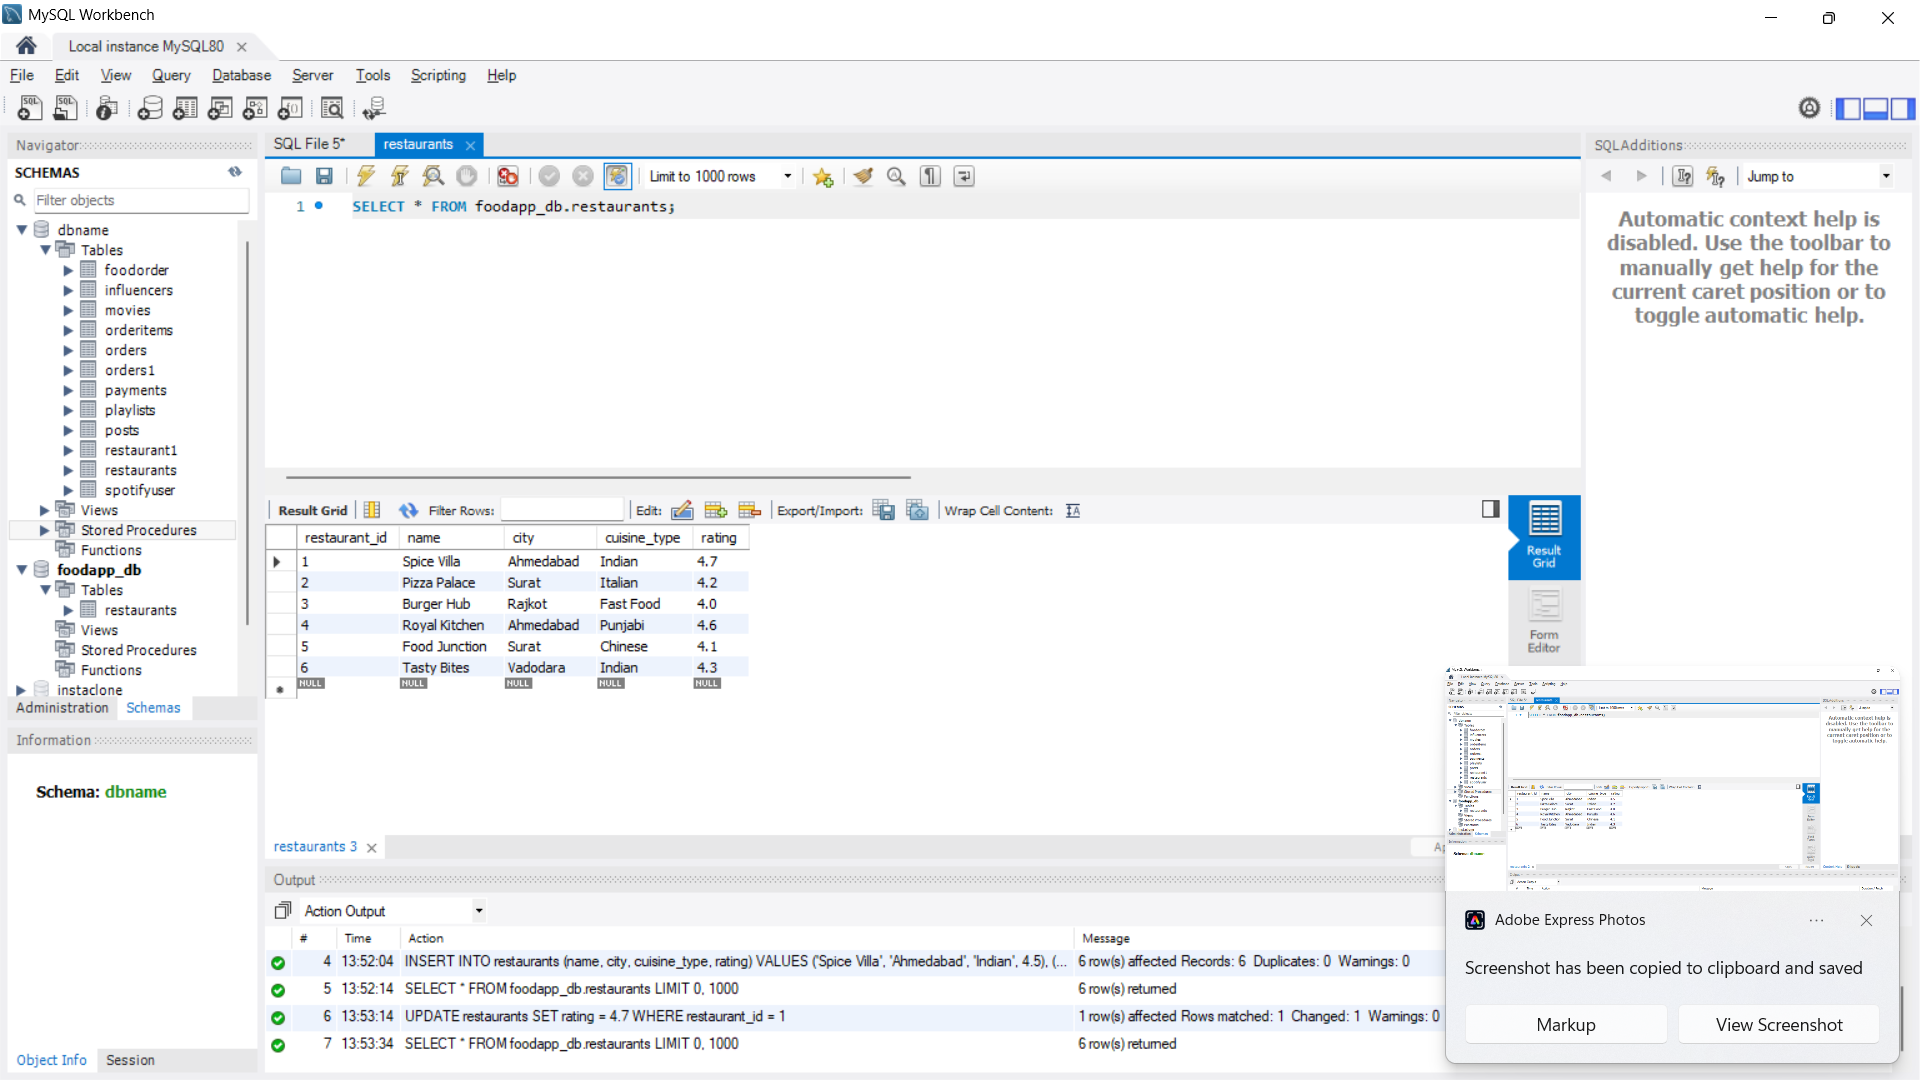 MySQL Workbench
Local instance MySQL80
File Edit View Query Database Server Tools Scripting Help
Navigator
SCHEMAS
Filter objects
dbname
Tables
foodorder
influencers
movies
orderitems
orders
orders1
payments
playlists
posts
restaurant1
restaurants
spotifyuser
Views
Stored Procedures
Functions
foodapp_db
Tables
restaurants
Views
Stored Procedures
Functions
instaclone
Administration Schemas
Information
Schema: dbname
Object Info Session
SQL File 5* restaurants
Limit to 1000 rows
1 SELECT * FROM foodapp_db.restaurants;
Result Grid Filter Rows: Edit: Export/Import: Wrap Cell Content:
restaurant_id name city cuisine_type rating
1 Spice Villa Ahmedabad Indian 4.7
2 Pizza Palace Surat Italian 4.2
3 Burger Hub Rajkot Fast Food 4.0
4 Royal Kitchen Ahmedabad Punjabi 4.6
5 Food Junction Surat Chinese 4.1
6 Tasty Bites Vadodara Indian 4.3
NULL NULL NULL NULL NULL
Result
Grid
Form
Editor
restaurants 3
Output
Action Output
# Time Action Message
4 13:52:04 INSERT INTO restaurants (name, city, cuisine_type, rating) VALUES ('Spice Villa', 'Ahmedabad', 'Indian', 4.5), (... 6 row(s) affected Records: 6 Duplicates: 0 Warnings: 0
5 13:52:14 SELECT * FROM foodapp_db.restaurants LIMIT 0, 1000 6 row(s) returned
6 13:53:14 UPDATE restaurants SET rating = 4.7 WHERE restaurant_id = 1 1 row(s) affected Rows matched: 1 Changed: 1 Warnings: 0
7 13:53:34 SELECT * FROM foodapp_db.restaurants LIMIT 0, 1000 6 row(s) returned
SQLAdditions
Jump to
Automatic context help is
disabled. Use the toolbar to
manually get help for the
current caret position or to
toggle automatic help.
Adobe Express Photos
Screenshot has been copied to clipboard and saved
Markup View Screenshot